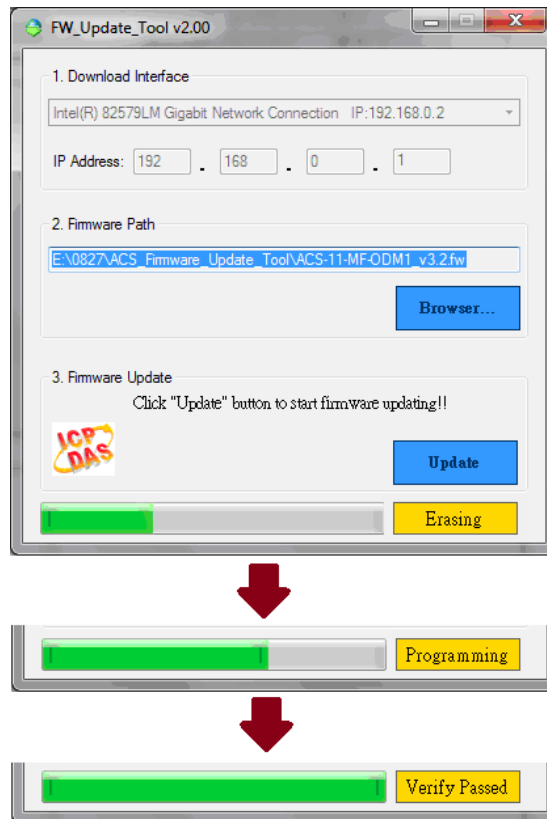 FW_Update_Tool v2.00
1. Download Interface
Intel(R) 82579LM Gigabit Network Connection IP:192.168.0.2
IP Address: 192 . 168 . 0 . 1
2. Firmware Path
E:\0827\ACS_Firmware_Update_Tool\ACS-11-MF-ODM1_v3.2.fw
Browser...
3. Firmware Update
Click "Update" button to start firmware updating!!
ICP
DAS
Update
Erasing
Programming
Verify Passed